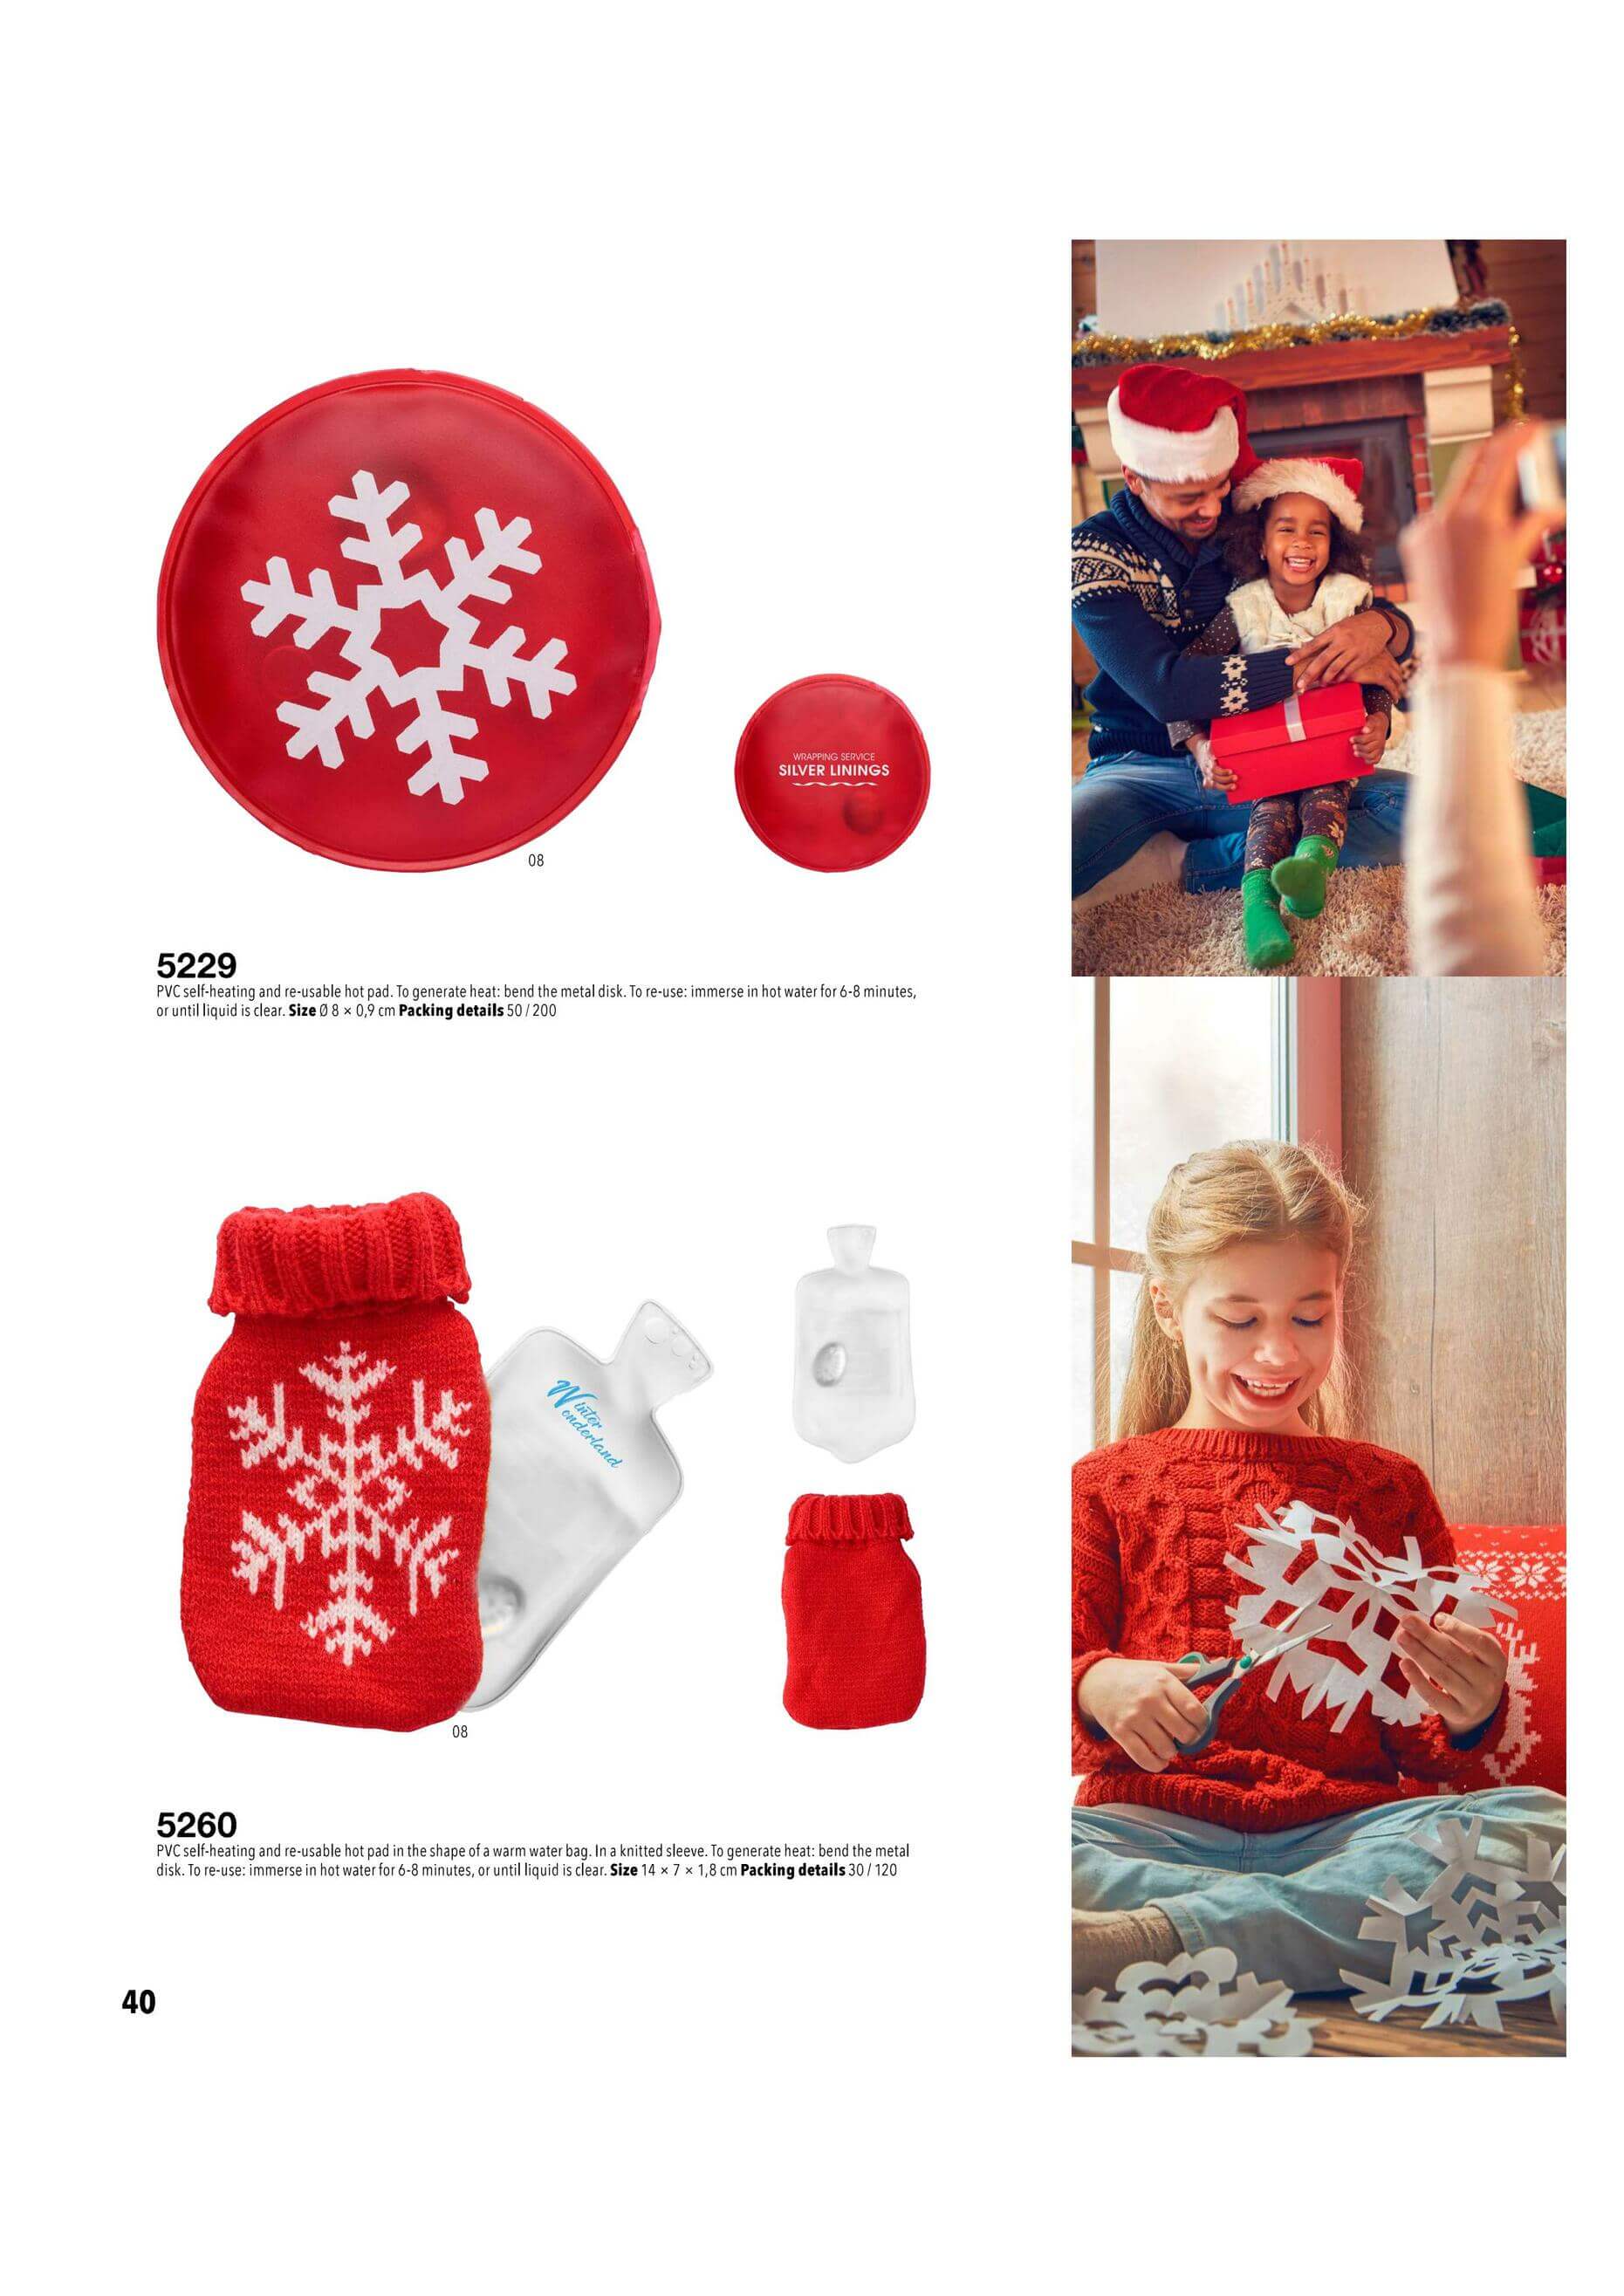 WRAPPING SERVICE
SILVER LININGS
08
5229
PVC self-heating and re-usable hot pad. To generate heat: bend the metal disk. To re-use: immerse in hot water for 6-8 minutes,
or until liquid is clear. Size Ø 8 × 0,9 cm Packing details 50 / 200
Winter
Wonderland
08
5260
PVC self-heating and re-usable hot pad in the shape of a warm water bag. In a knitted sleeve. To generate heat: bend the metal
disk. To re-use: immerse in hot water for 6-8 minutes, or until liquid is clear. Size 14 × 7 × 1,8 cm Packing details 30 / 120
40